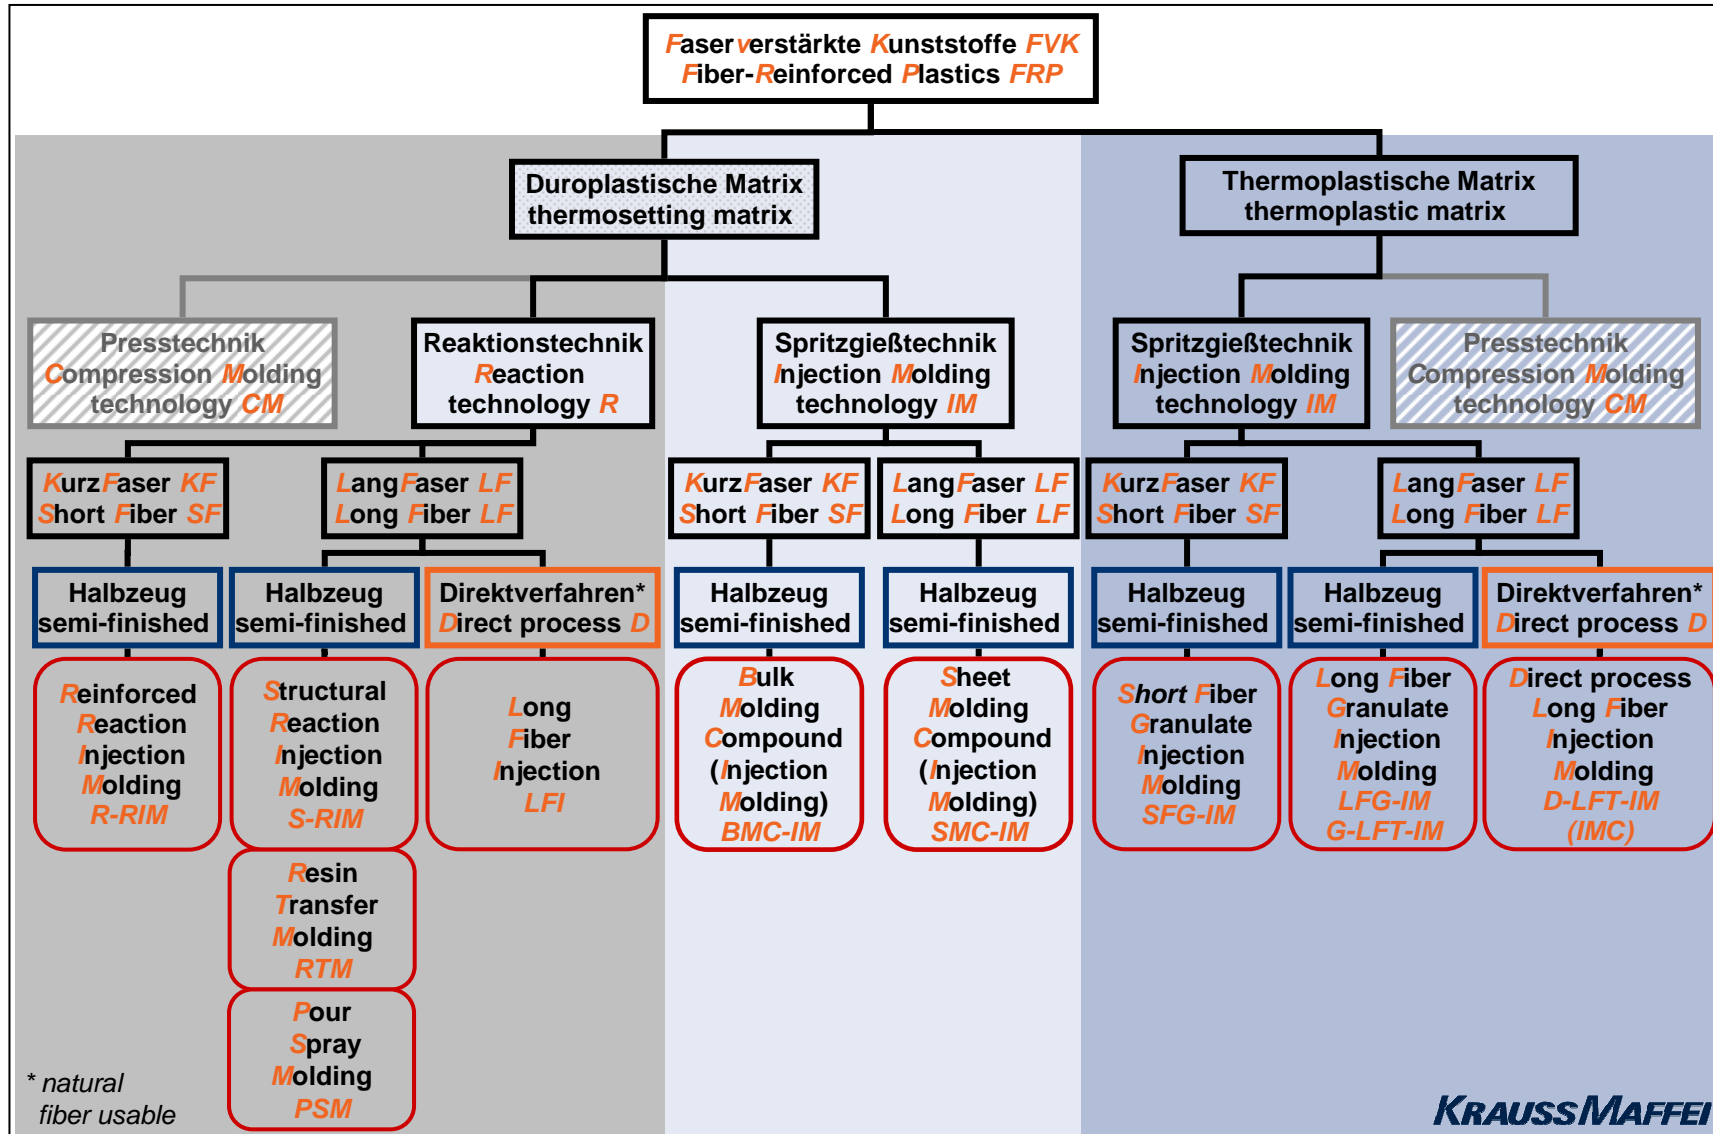 Faserverstärkte Kunststoffe FVK
Fiber-Reinforced Plastics FRP
Duroplastische Matrix
thermosetting matrix
Thermoplastische Matrix
thermoplastic matrix
Presstechnik
Compression Molding
technology CM
Reaktionstechnik
Reaction
technology R
Spritzgießtechnik
Injection Molding
technology IM
Spritzgießtechnik
Injection Molding
technology IM
Presstechnik
Compression Molding
technology CM
KurzFaser KF
Short Fiber SF
LangFaser LF
Long Fiber LF
KurzFaser KF
Short Fiber SF
LangFaser LF
Long Fiber LF
KurzFaser KF
Short Fiber SF
LangFaser LF
Long Fiber LF
Halbzeug
semi-finished
Halbzeug
semi-finished
Direktverfahren*
Direct process D
Halbzeug
semi-finished
Halbzeug
semi-finished
Halbzeug
semi-finished
Halbzeug
semi-finished
Direktverfahren*
Direct process D
Reinforced
Reaction
Injection
Molding
R-RIM
Structural
Reaction
Injection
Molding
S-RIM
Long
Fiber
Injection
LFI
Bulk
Molding
Compound
(Injection
Molding)
BMC-IM
Sheet
Molding
Compound
(Injection
Molding)
SMC-IM
Short Fiber
Granulate
Injection
Molding
SFG-IM
Long Fiber
Granulate
Injection
Molding
LFG-IM
G-LFT-IM
Direct process
Long Fiber
Injection
Molding
D-LFT-IM
(IMC)
Resin
Transfer
Molding
RTM
Pour
Spray
Molding
PSM
* natural
fiber usable
KRAUSSMAFFEI